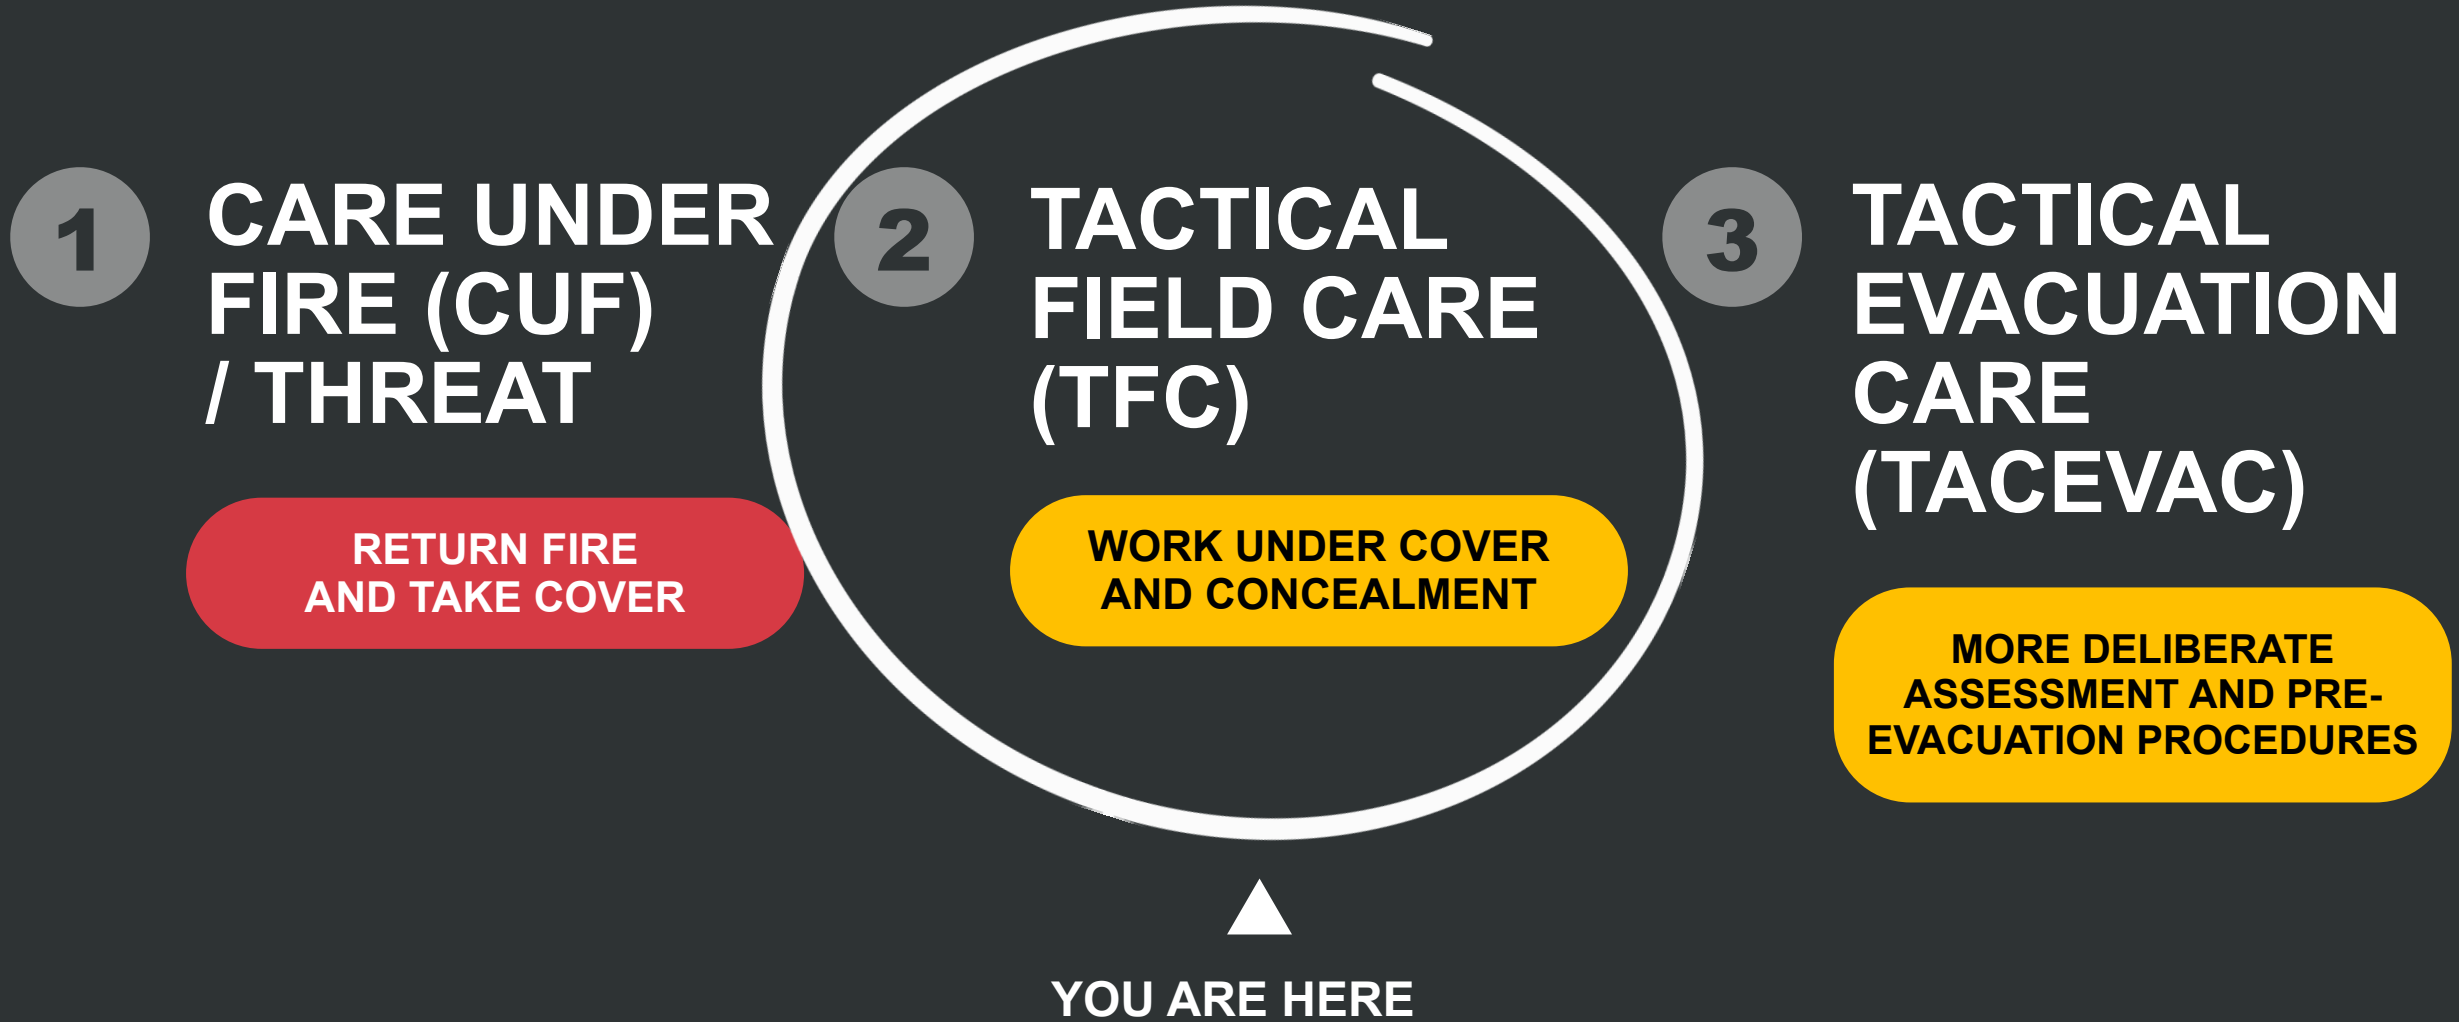 1
CARE UNDER
FIRE (CUF)
/ THREAT
RETURN FIRE
AND TAKE COVER
2
TACTICAL
FIELD CARE
(TFC)
WORK UNDER COVER
AND CONCEALMENT
3
TACTICAL
EVACUATION
CARE
(TACEVAC)
MORE DELIBERATE
ASSESSMENT AND PRE-
EVACUATION PROCEDURES
YOU ARE HERE